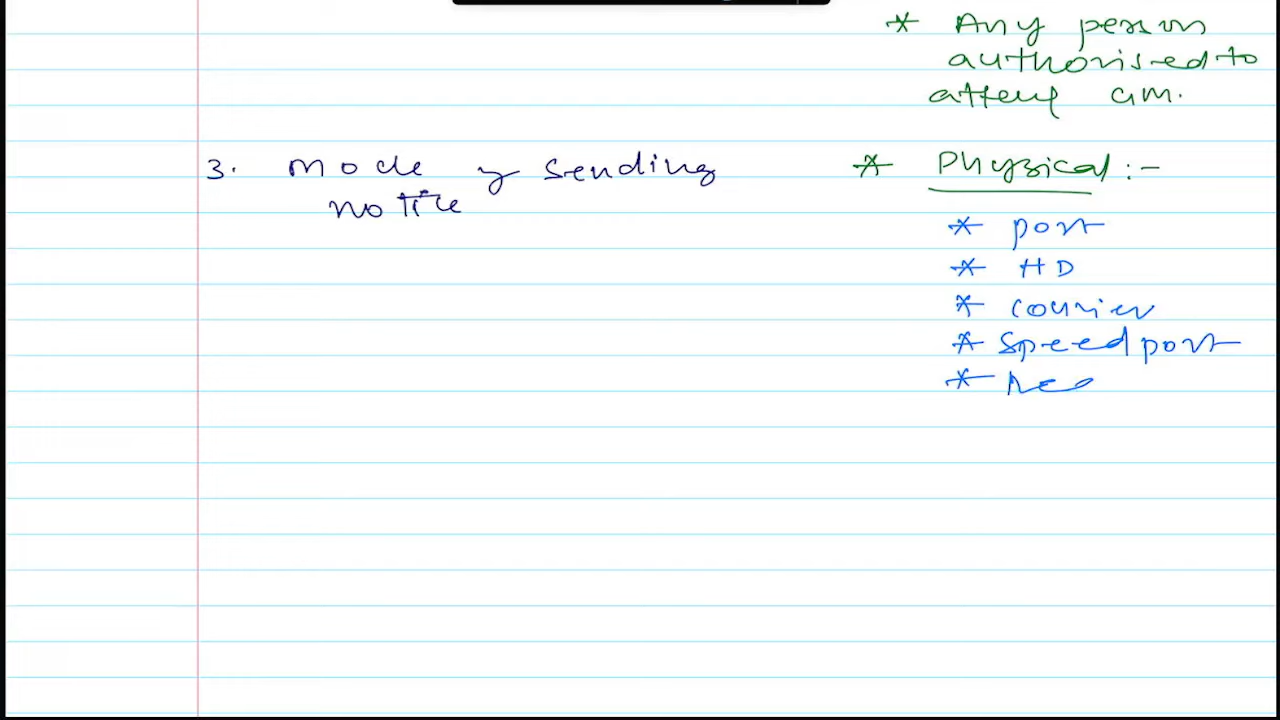 * Any person
authorised to
attend GM.
3. Mode of sending
notice
* Physical :-
* post
* HD
* courier
* speed post
*